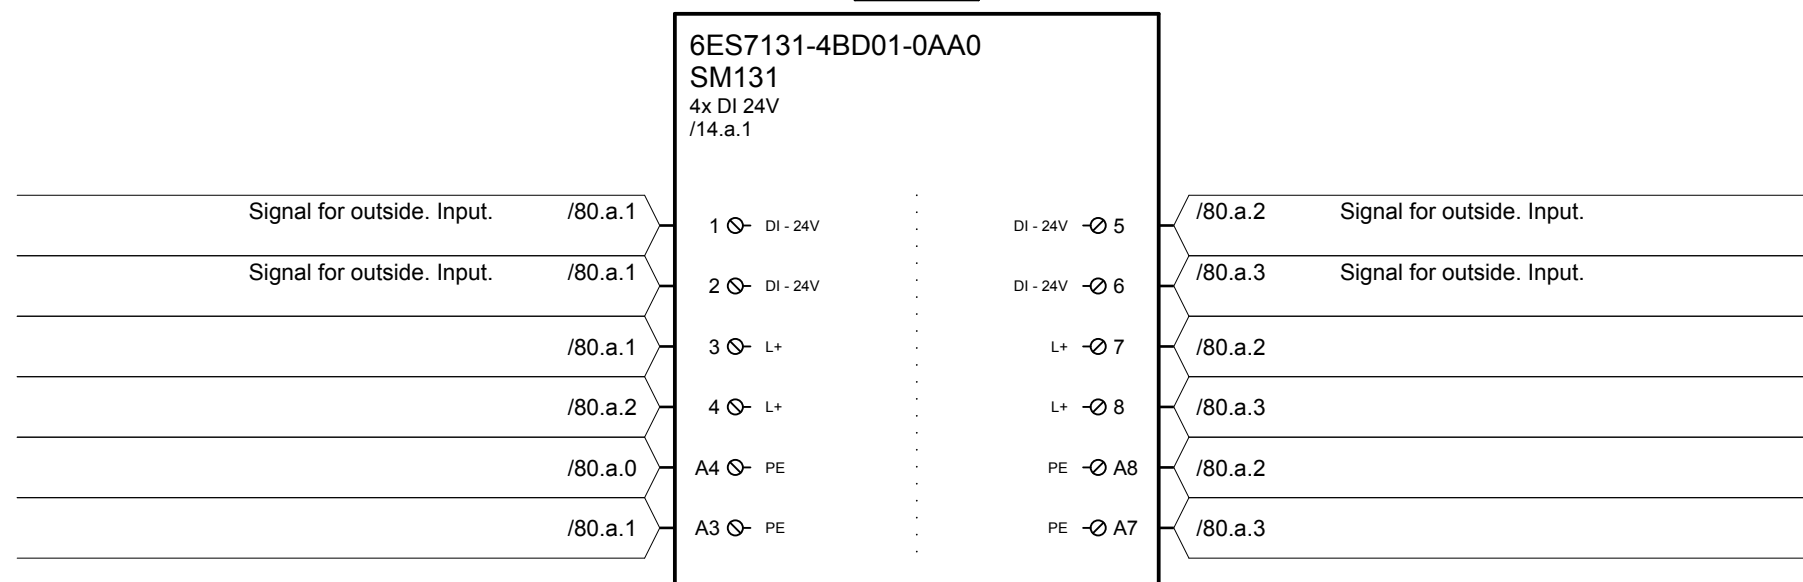 6ES7131-4BD01-0AA0
SM131
4x DI 24V
/14.a.1
Signal for outside. Input. /80.a.1 1 DI - 24V DI - 24V 5 /80.a.2 Signal for outside. Input.
Signal for outside. Input. /80.a.1 2 DI - 24V DI - 24V 6 /80.a.3 Signal for outside. Input.
/80.a.1 3 L+ L+ 7 /80.a.2
/80.a.2 4 L+ L+ 8 /80.a.3
/80.a.0 A4 PE PE A8 /80.a.2
/80.a.1 A3 PE PE A7 /80.a.3